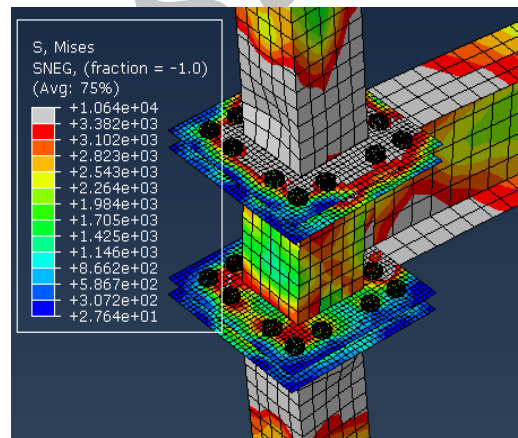 S, Mises
SNEG, (fraction = -1.0)
(Avg: 75%)
+1.064e+04
+3.382e+03
+3.102e+03
+2.823e+03
+2.543e+03
+2.264e+03
+1.984e+03
+1.705e+03
+1.425e+03
+1.146e+03
+8.662e+02
+5.867e+02
+3.072e+02
+2.764e+01